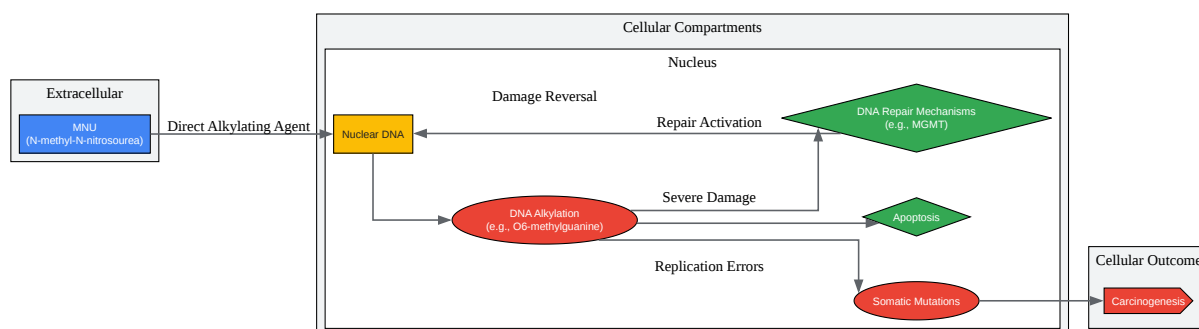 Cellular Compartments
Nucleus
Extracellular
MNU
(N-methyl-N-nitrosourea)
Direct Alkylating Agent
Damage Reversal
Nuclear DNA
Repair Activation
DNA Repair Mechanisms
(e.g., MGMT)
Severe Damage
DNA Alkylation
(e.g., O6-methylguanine)
Apoptosis
Replication Errors
Somatic Mutations
Cellular Outcome
Carcinogenesis